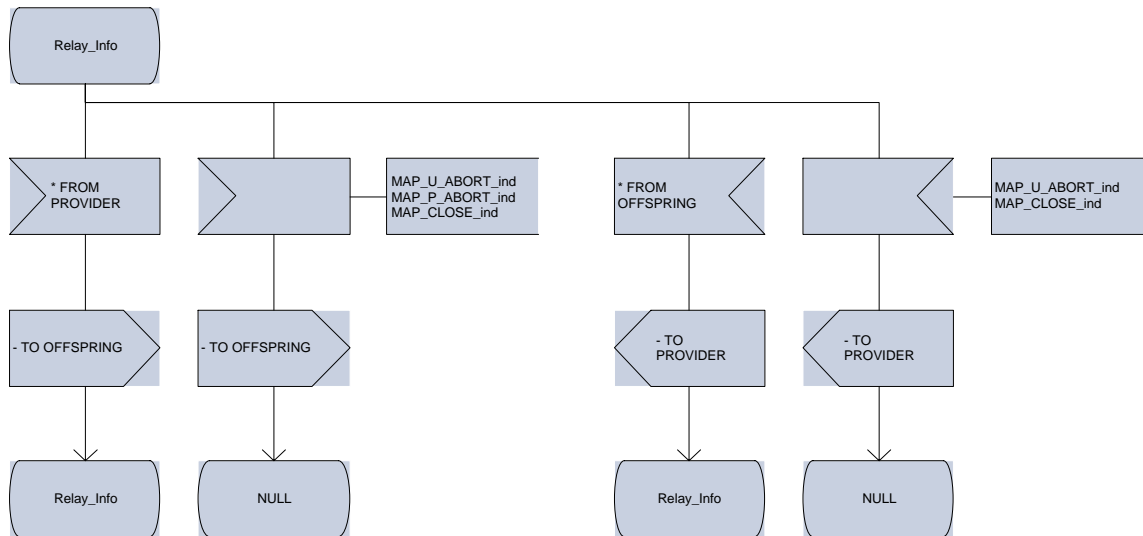 Relay_Info
* FROM
PROVIDER
MAP_U_ABORT_ind
MAP_P_ABORT_ind
MAP_CLOSE_ind
* FROM
OFFSPRING
MAP_U_ABORT_ind
MAP_CLOSE_ind
- TO OFFSPRING
- TO OFFSPRING
- TO
PROVIDER
- TO
PROVIDER
Relay_Info
NULL
Relay_Info
NULL